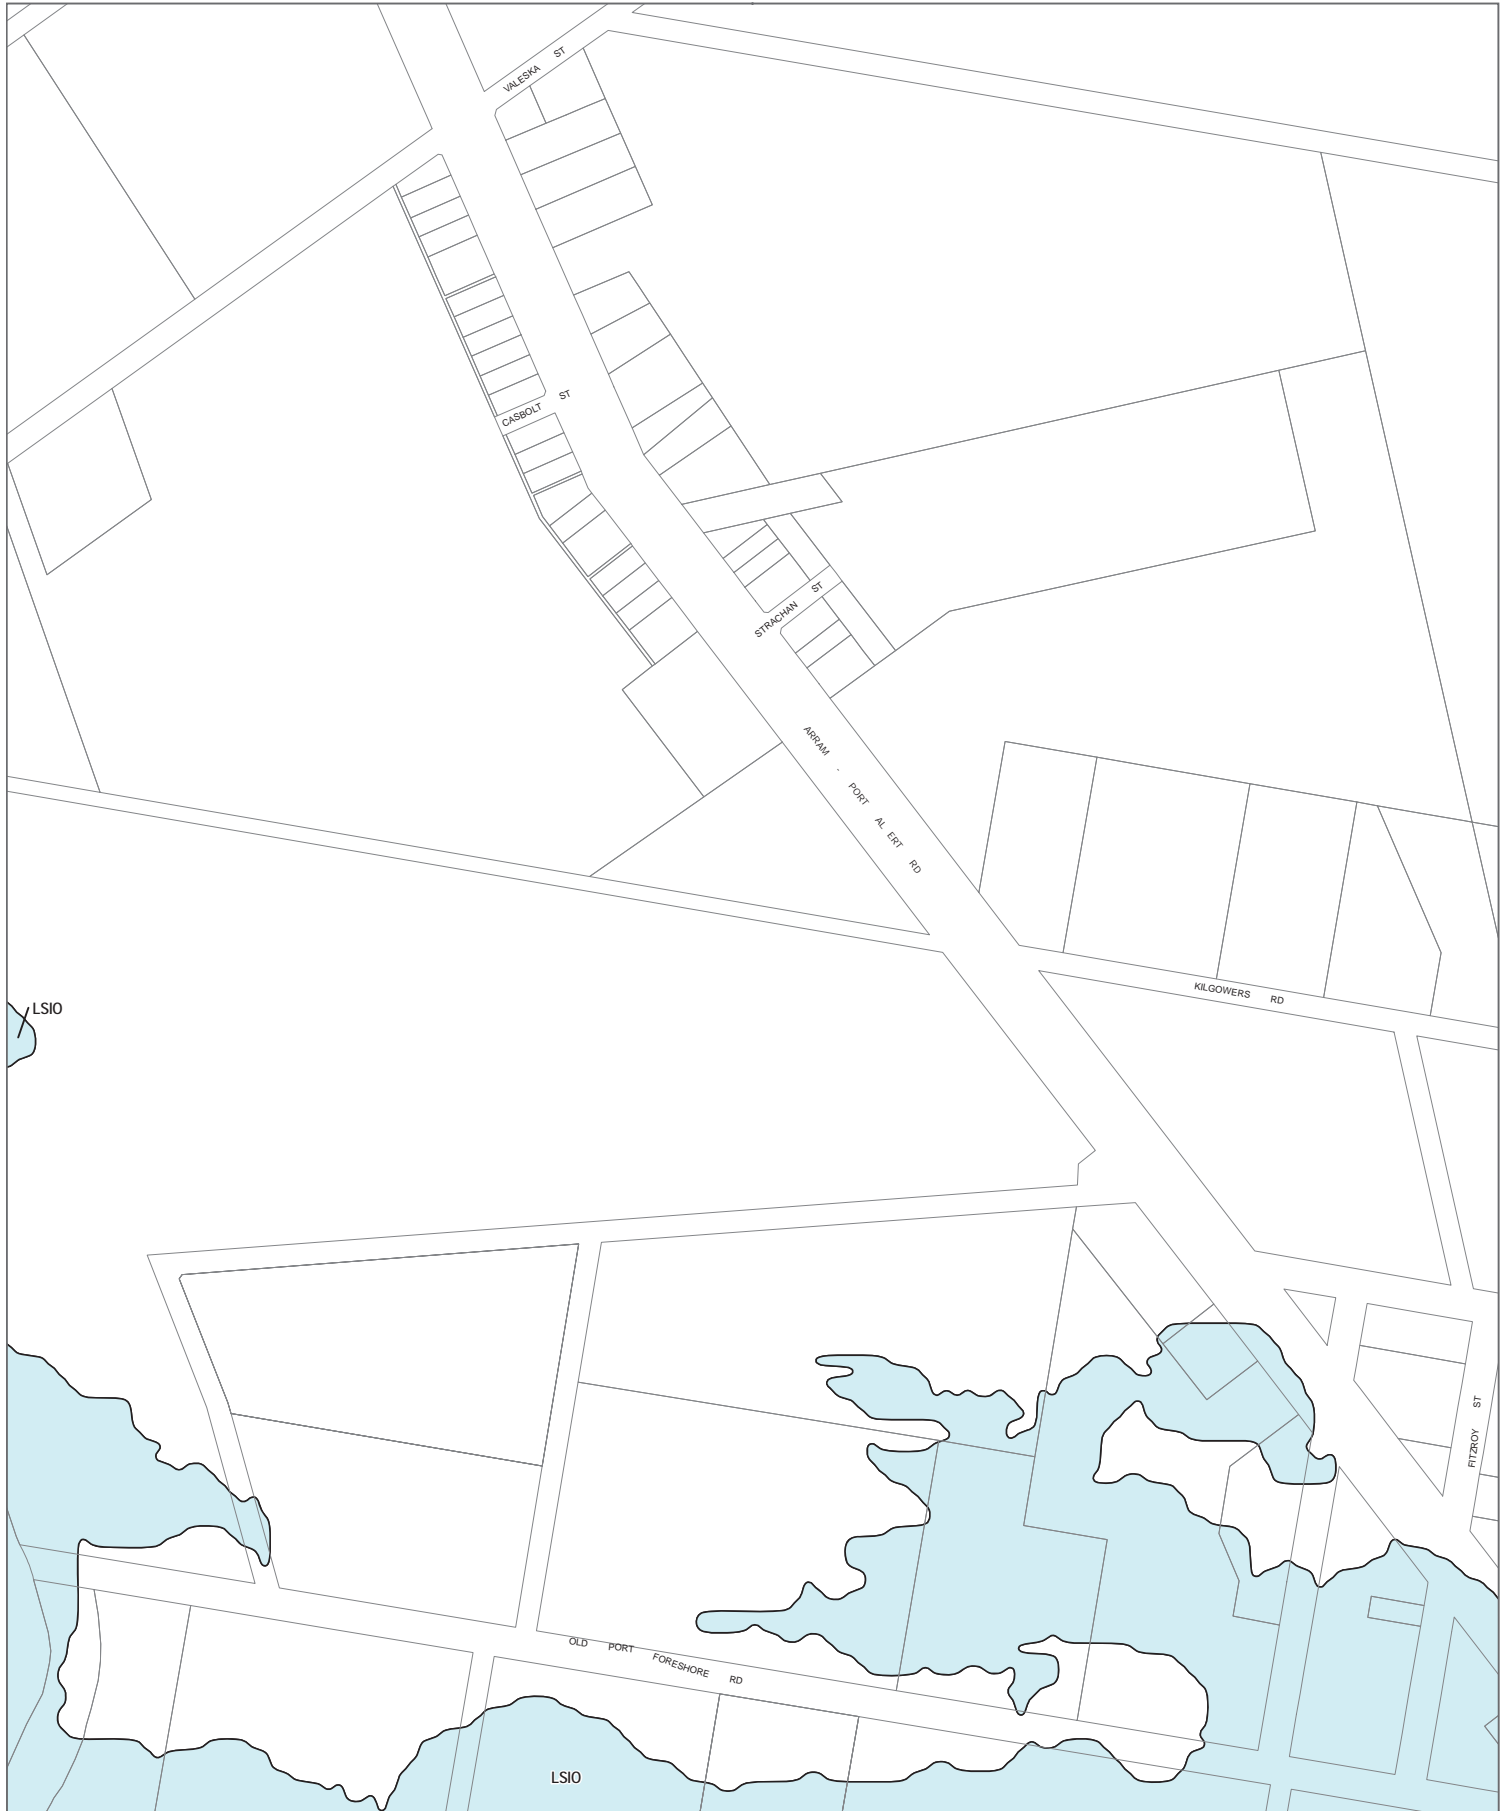 VALESKA ST
CASBOLT ST
STRACHAN ST
ARRAM - PORT AL ERT RD
KILGOWERS RD
LSIO
FITZROY ST
OLD PORT FORESHORE RD
LSIO